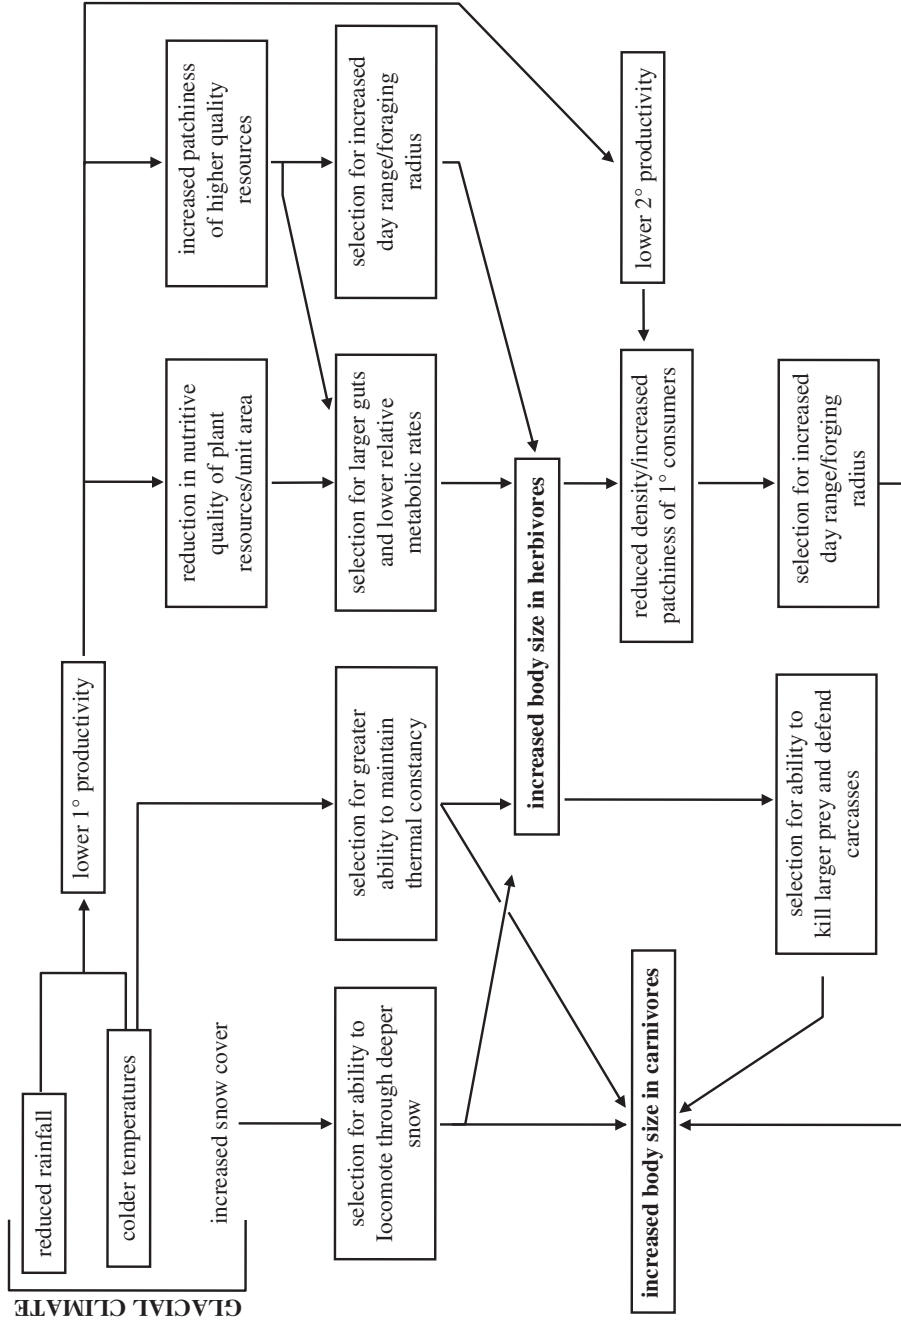 GLACIAL CLIMATE
reduced rainfall
colder temperatures
increased snow cover
lower 1° productivity
reduction in nutritive
quality of plant
resources/unit area
increased patchiness
of higher quality
resources
selection for ability to
locomote through deeper
snow
selection for greater
ability to maintain
thermal constancy
selection for larger guts
and lower relative
metabolic rates
selection for increased
day range/foraging
radius
increased body size in herbivores
increased body size in carnivores
reduced density/increased
patchiness of 1° consumers
lower 2° productivity
selection for ability to
kill larger prey and defend
carcasses
selection for increased
day range/forging
radius